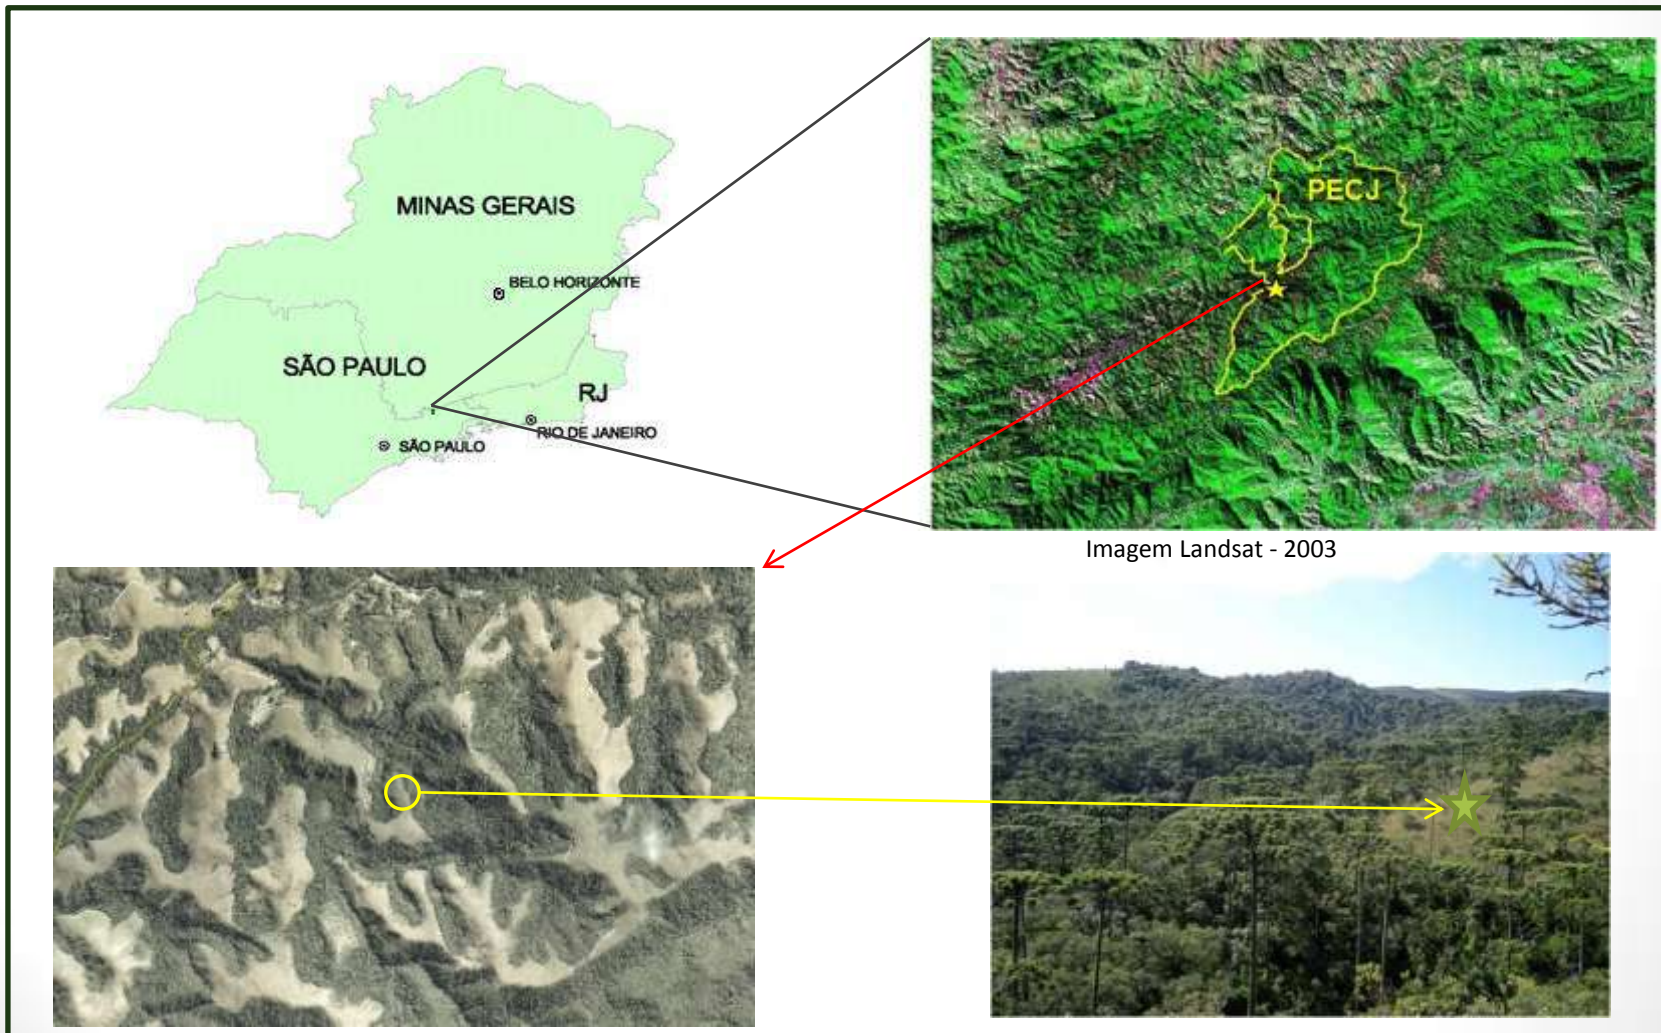 MINAS GERAIS
BELO HORIZONTE
SÃO PAULO
RJ
RIO DE JANEIRO
SÃO PAULO
PECJ
Imagem Landsat - 2003